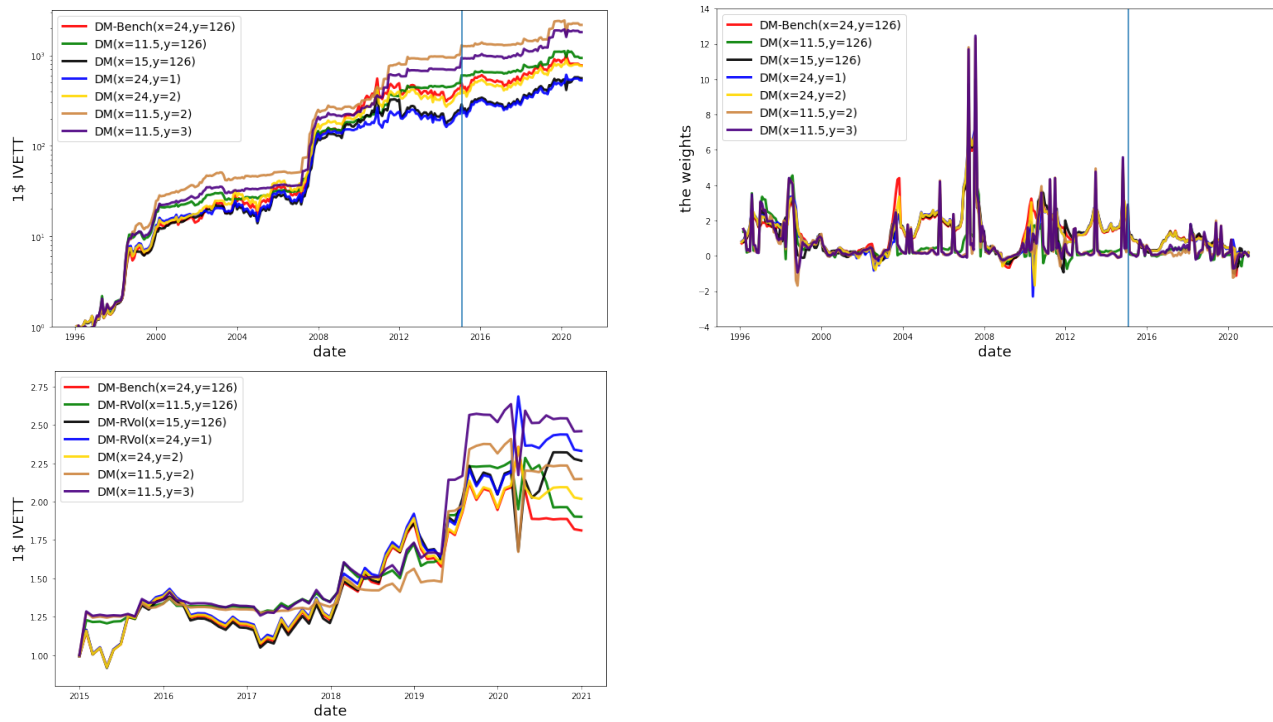 DM-Bench(x=24,y=126)
DM(x=11.5,y=126)
DM(x=15,y=126)
DM(x=24,y=1)
DM(x=24,y=2)
DM(x=11.5,y=2)
DM(x=11.5,y=3)
1$ IVETT
10³
10²
10¹
10⁰
1996 2000 2004 2008 2012 2016 2020
date
DM-Bench(x=24,y=126)
DM(x=11.5,y=126)
DM(x=15,y=126)
DM(x=24,y=1)
DM(x=24,y=2)
DM(x=11.5,y=2)
DM(x=11.5,y=3)
the weights
14
12
10
8
6
4
2
0
−2
−4
1996 2000 2004 2008 2012 2016 2020
date
DM-Bench(x=24,y=126)
DM-RVol(x=11.5,y=126)
DM-RVol(x=15,y=126)
DM-RVol(x=24,y=1)
DM(x=24,y=2)
DM(x=11.5,y=2)
DM(x=11.5,y=3)
1$ IVETT
2.75
2.50
2.25
2.00
1.75
1.50
1.25
1.00
2015 2016 2017 2018 2019 2020 2021
date